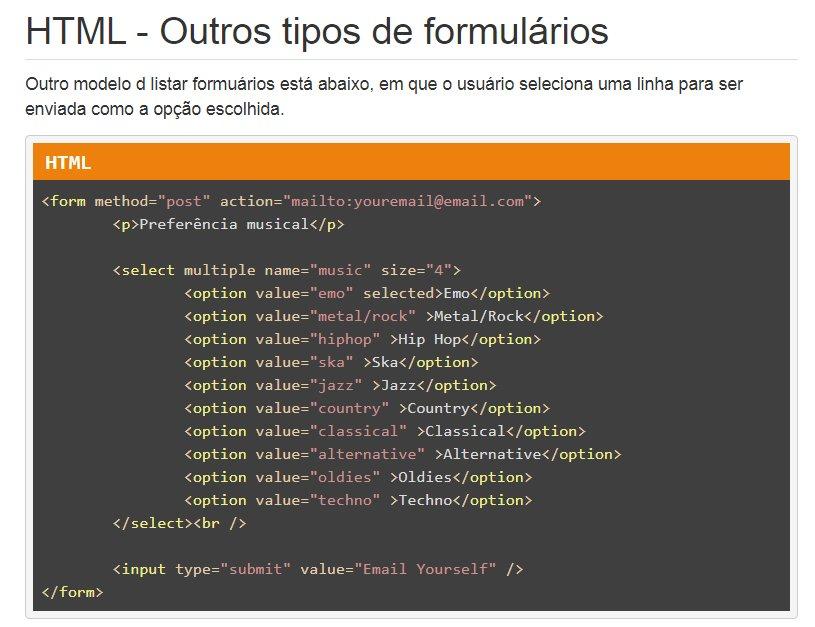 HTML - Outros tipos de formulários
Outro modelo d listar formuários está abaixo, em que o usuário seleciona uma linha para ser
enviada como a opção escolhida.
HTML
<form method="post" action="mailto:youremail@email.com">
<p>Preferência musical</p>
<select multiple name="music" size="4">
<option value="emo" selected>Emo</option>
<option value="metal/rock" >Metal/Rock</option>
<option value="hiphop" >Hip Hop</option>
<option value="ska" >Ska</option>
<option value="jazz" >Jazz</option>
<option value="country" >Country</option>
<option value="classical" >Classical</option>
<option value="alternative" >Alternative</option>
<option value="oldies" >Oldies</option>
<option value="techno" >Techno</option>
</select><br />
<input type="submit" value="Email Yourself" />
</form>